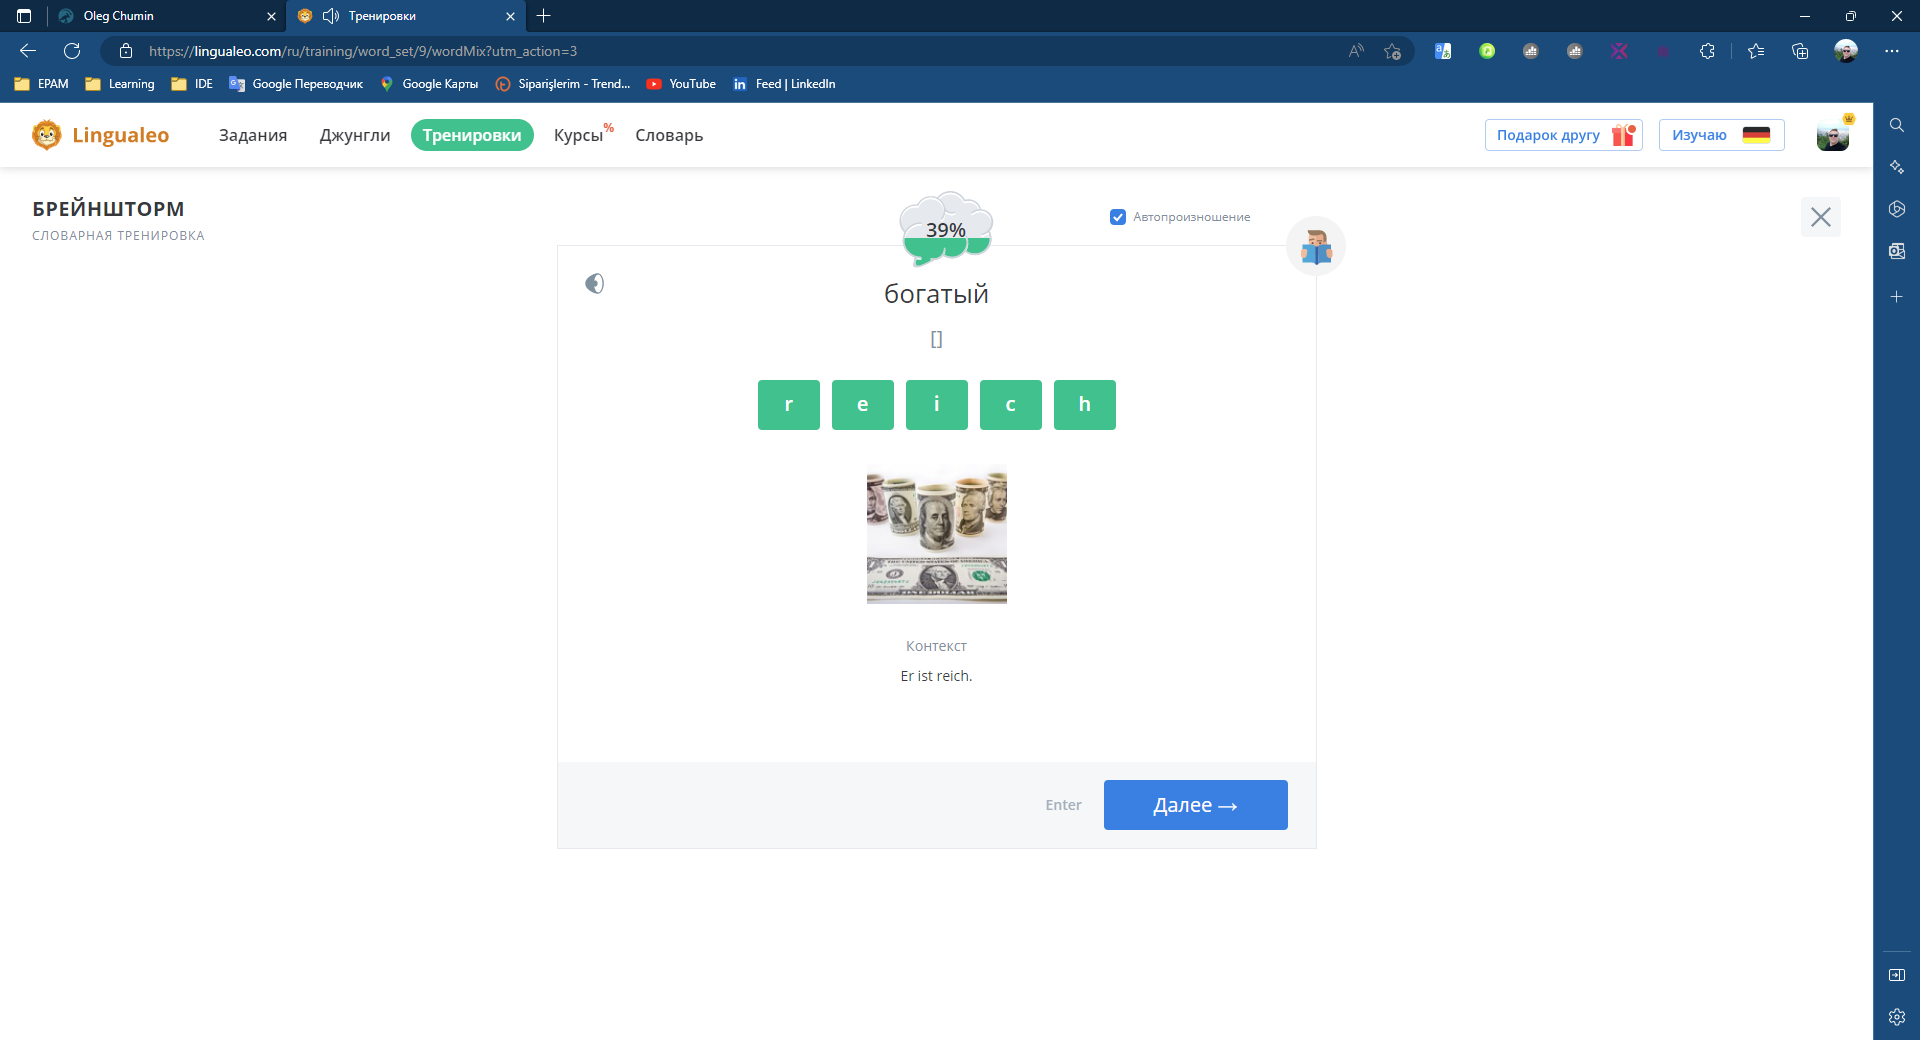 Oleg Chumin
Тренировки
https://lingualeo.com/ru/training/word_set/9/wordMix?utm_action=3
EPAM
Learning
IDE
Google Переводчик
Google Карты
Siparişlerim - Trend...
YouTube
Feed | LinkedIn
Lingualeo
Задания
Джунгли
Тренировки
Курсы%
Словарь
Подарок другу
Изучаю
БРЕЙНШТОРМ
СЛОВАРНАЯ ТРЕНИРОВКА
39%
Автопроизношение
богатый
[]
r e i c h
Контекст
Er ist reich.
Enter
Далее →